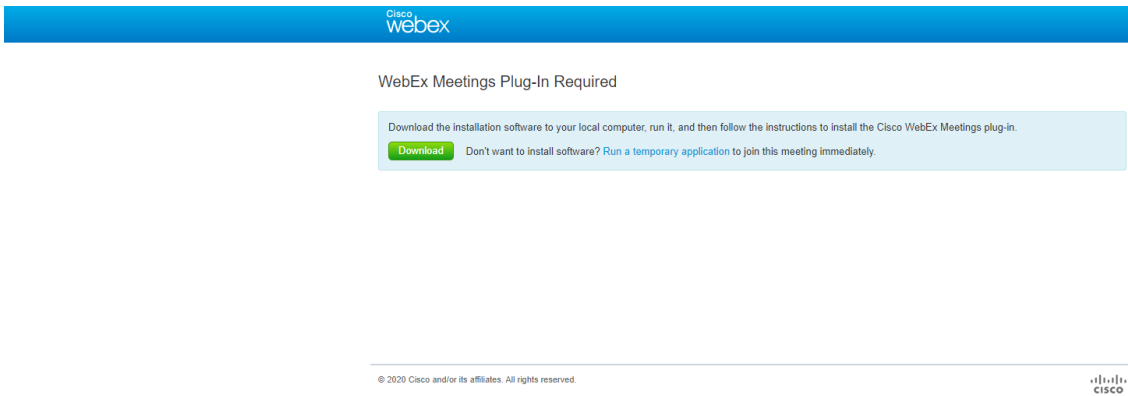 Cisco
webex
WebEx Meetings Plug-In Required
Download the installation software to your local computer, run it, and then follow the instructions to install the Cisco WebEx Meetings plug-in.
Download Don't want to install software? Run a temporary application to join this meeting immediately.
© 2020 Cisco and/or its affiliates. All rights reserved.
CISCO